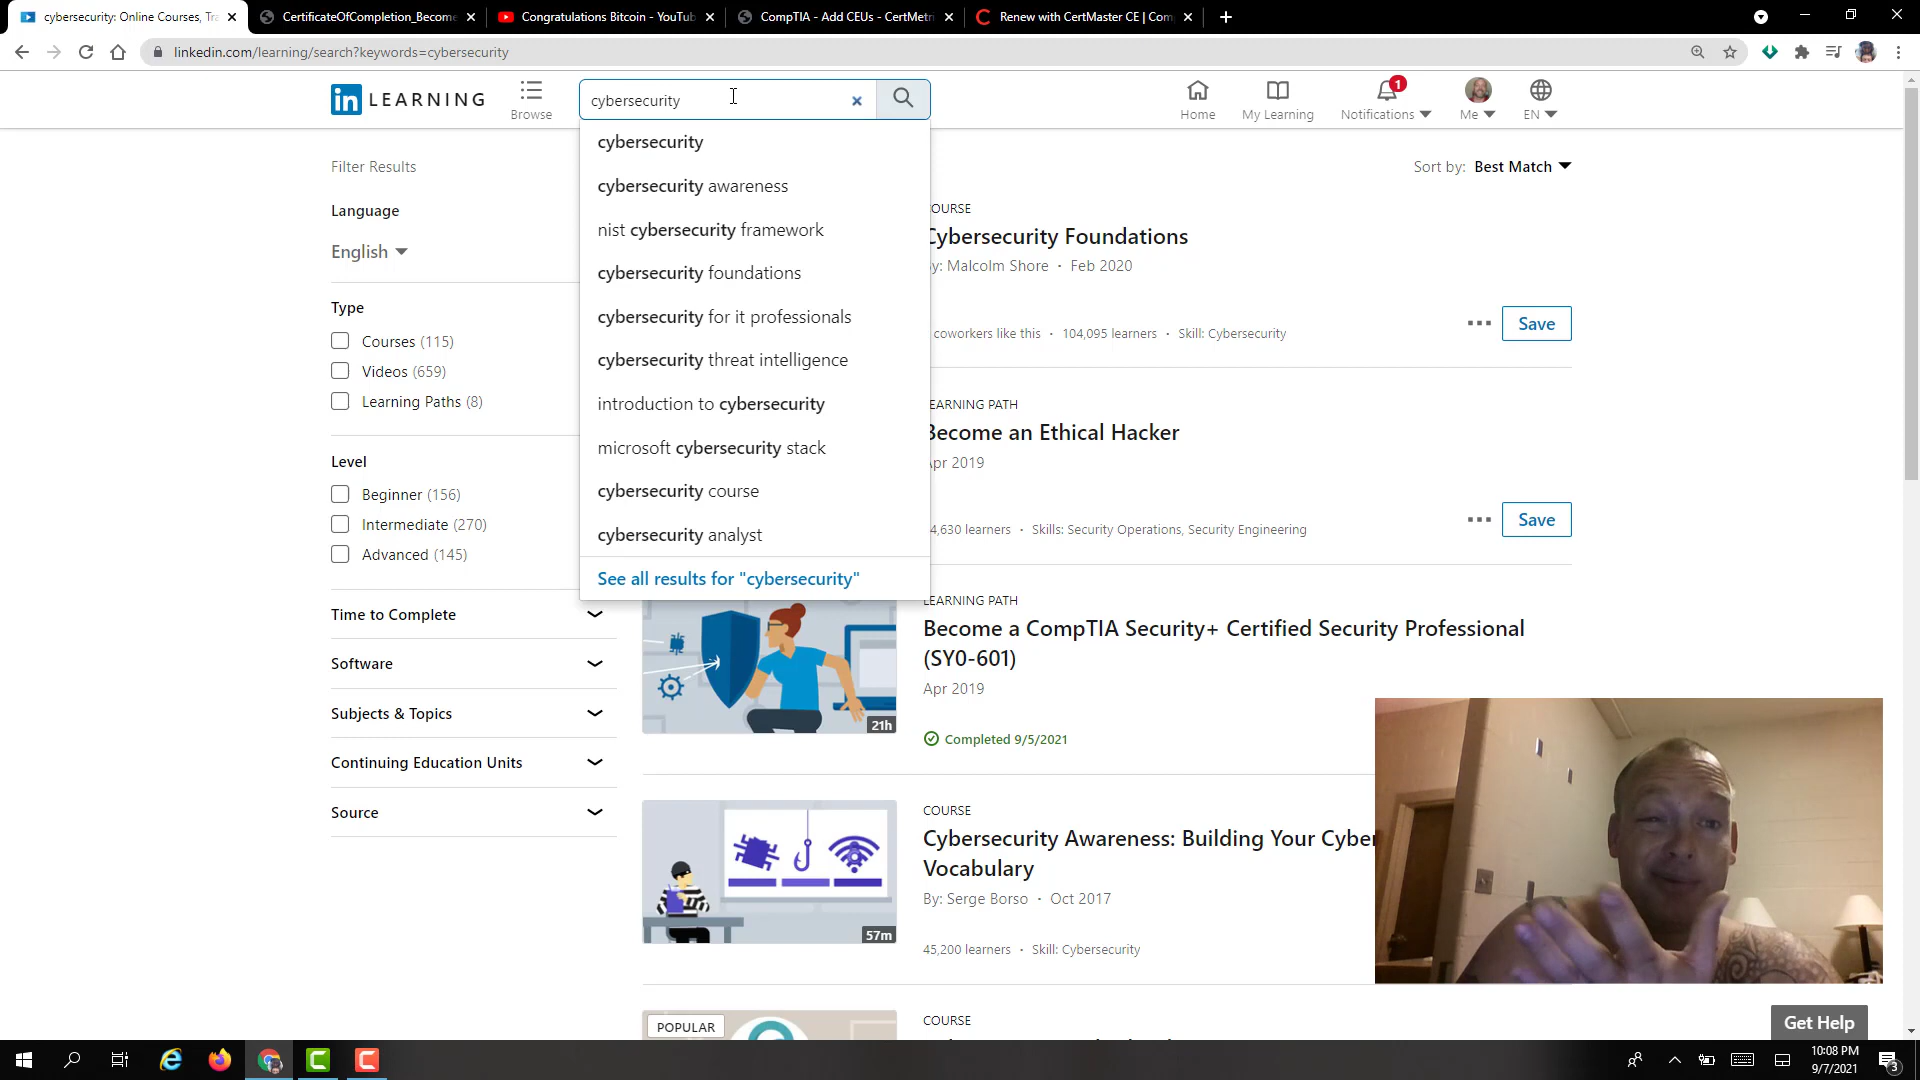 cybersecurity: Online Courses, Tra
CertificateOfCompletion_Become
Congratulations Bitcoin - YouTub
CompTIA - Add CEUs - CertMetri
Renew with CertMaster CE | Com
linkedin.com/learning/search?keywords=cybersecurity
in LEARNING
Browse
cybersecurity
Home
My Learning
1
Notifications
Me
EN
cybersecurity
cybersecurity awareness
nist cybersecurity framework
cybersecurity foundations
cybersecurity for it professionals
cybersecurity threat intelligence
introduction to cybersecurity
microsoft cybersecurity stack
cybersecurity course
cybersecurity analyst
See all results for "cybersecurity"
Filter Results
Language
English
Type
Courses (115)
Videos (659)
Learning Paths (8)
Level
Beginner (156)
Intermediate (270)
Advanced (145)
Time to Complete
Software
Subjects & Topics
Continuing Education Units
Source
Sort by: Best Match
OURSE
Cybersecurity Foundations
y: Malcolm Shore • Feb 2020
coworkers like this • 104,095 learners • Skill: Cybersecurity
Save
EARNING PATH
Become an Ethical Hacker
Apr 2019
4,630 learners • Skills: Security Operations, Security Engineering
Save
LEARNING PATH
Become a CompTIA Security+ Certified Security Professional
(SY0-601)
Apr 2019
Completed 9/5/2021
21h
COURSE
Cybersecurity Awareness: Building Your Cyber
Vocabulary
By: Serge Borso • Oct 2017
45,200 learners • Skill: Cybersecurity
57m
POPULAR
COURSE
Get Help
10:08 PM
9/7/2021
3